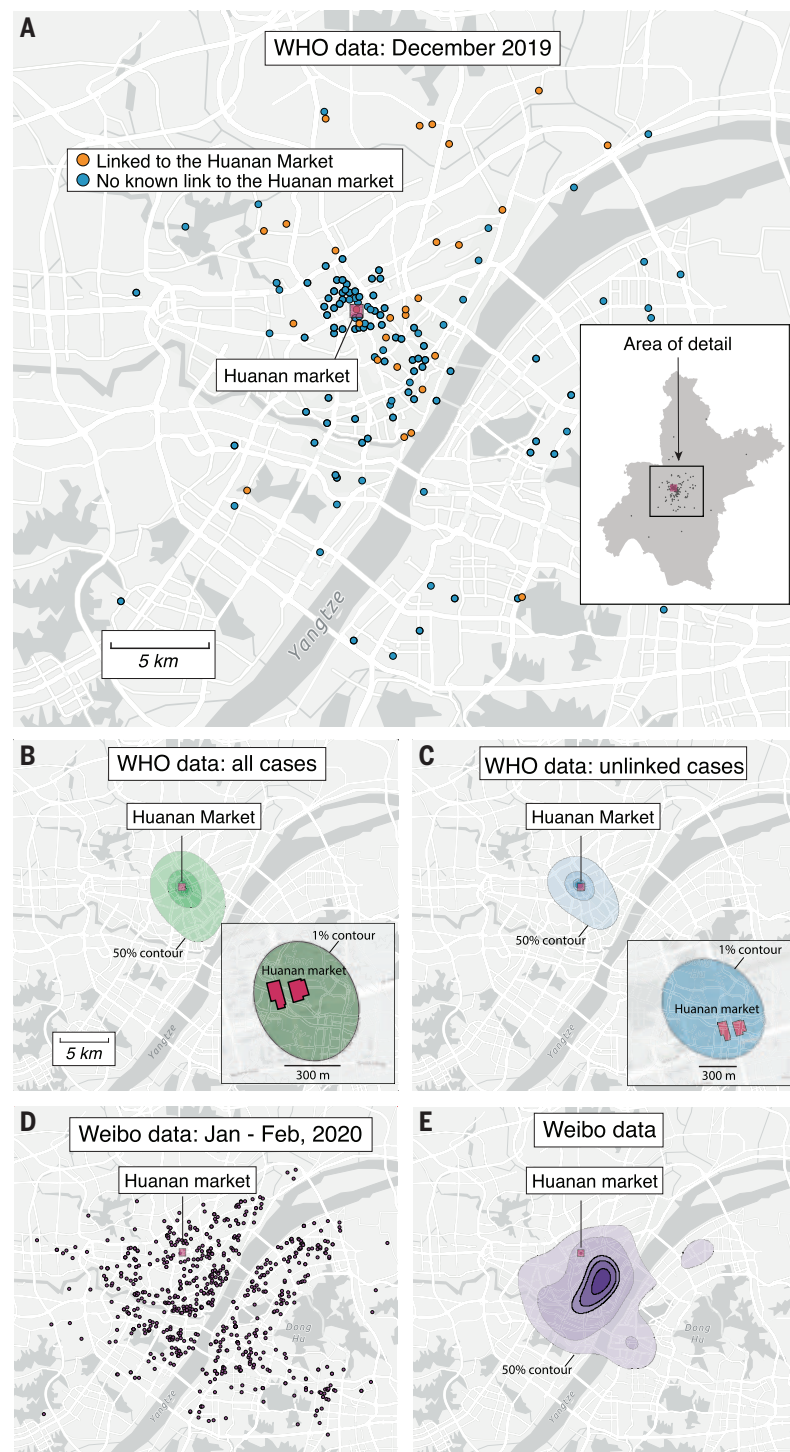 A
WHO data: December 2019
Linked to the Huanan Market
No known link to the Huanan market
Huanan market
Area of detail
Yangtze
5 km
B
WHO data: all cases
Huanan Market
50% contour
1% contour
Huanan market
5 km
300 m
Yangtze
C
WHO data: unlinked cases
Huanan Market
50% contour
1% contour
Huanan market
300 m
Yangtze
D
Weibo data: Jan - Feb, 2020
Huanan market
Dong
Hu
Yangtze
E
Weibo data
Huanan market
Dong
Hu
50% contour
Yangtze